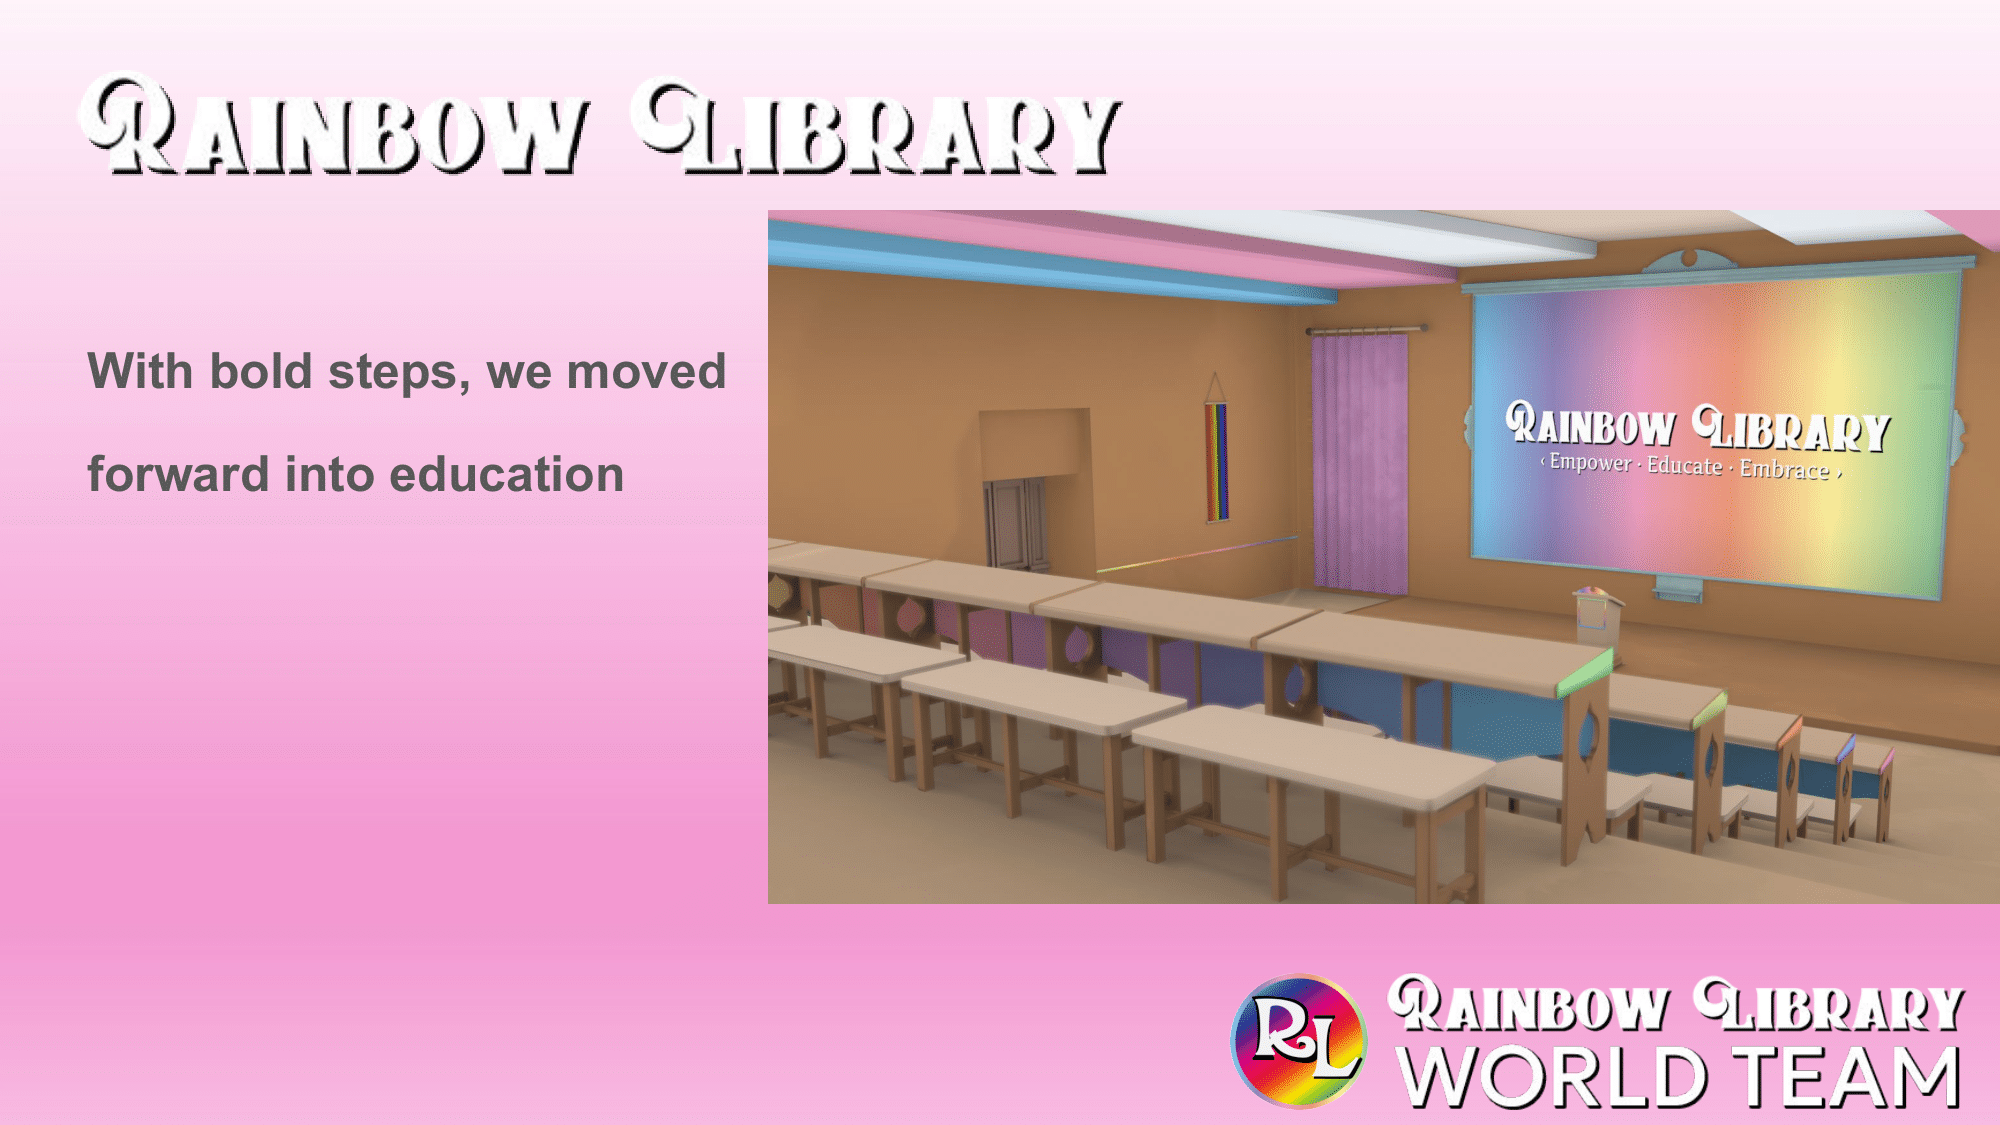 Rainbow Library
With bold steps, we moved
forward into education
Rainbow Library
‹ Empower · Educate · Embrace ›
RL
Rainbow Library
WORLD TEAM